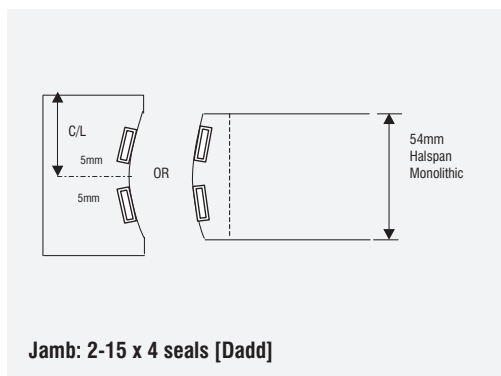 C/L
5mm
5mm
OR
54mm
Halspan
Monolithic
Jamb: 2-15 x 4 seals [Dadd]